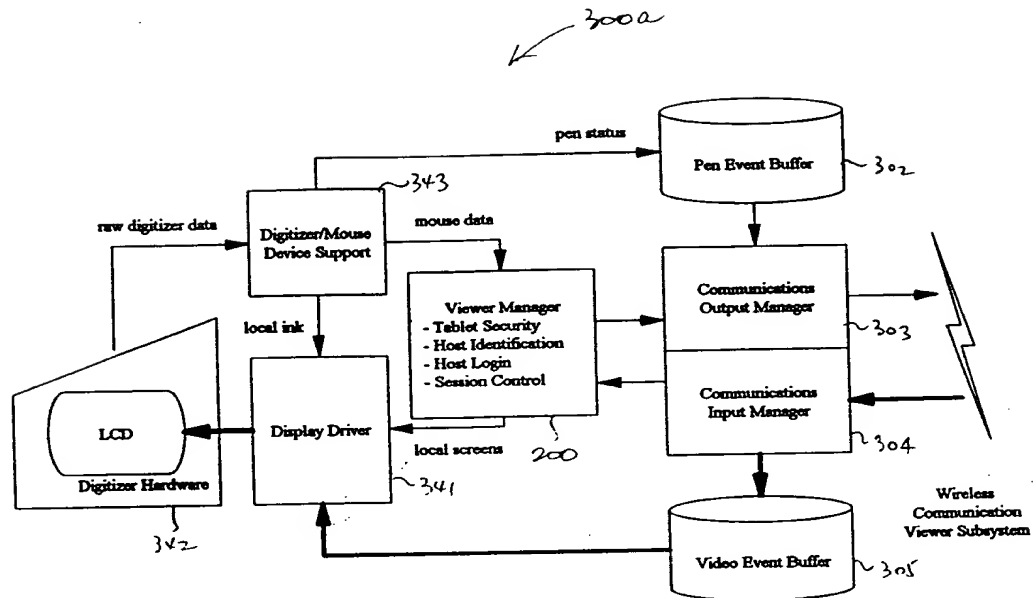 300a
pen status
Pen Event Buffer
302
343
raw digitizer data
Digitizer/Mouse
Device Support
mouse data
Viewer Manager
- Tablet Security
- Host Identification
- Host Login
- Session Control
200
Communications
Output Manager
303
Communications
Input Manager
304
local ink
LCD
Digitizer Hardware
342
Display Driver
341
local screens
Wireless
Communication
Viewer Subsystem
Video Event Buffer
305